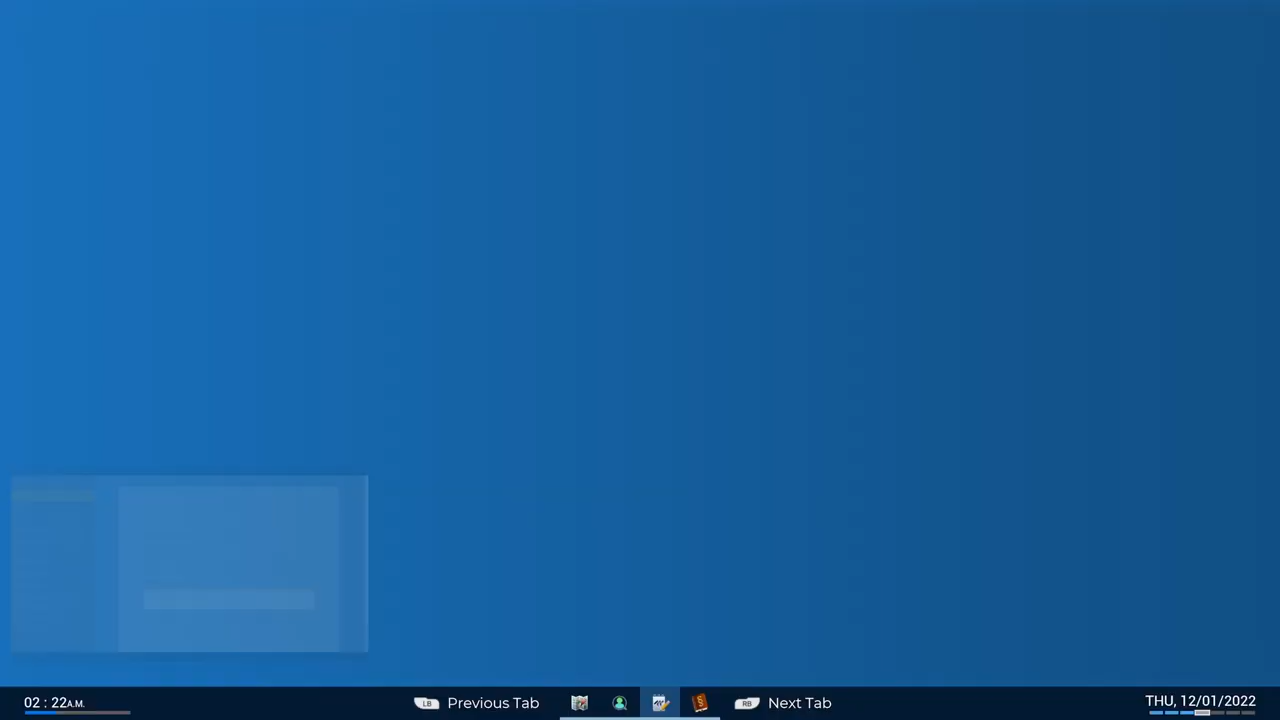 02 : 22A.M.
LB Previous Tab
RB Next Tab
THU, 12/01/2022